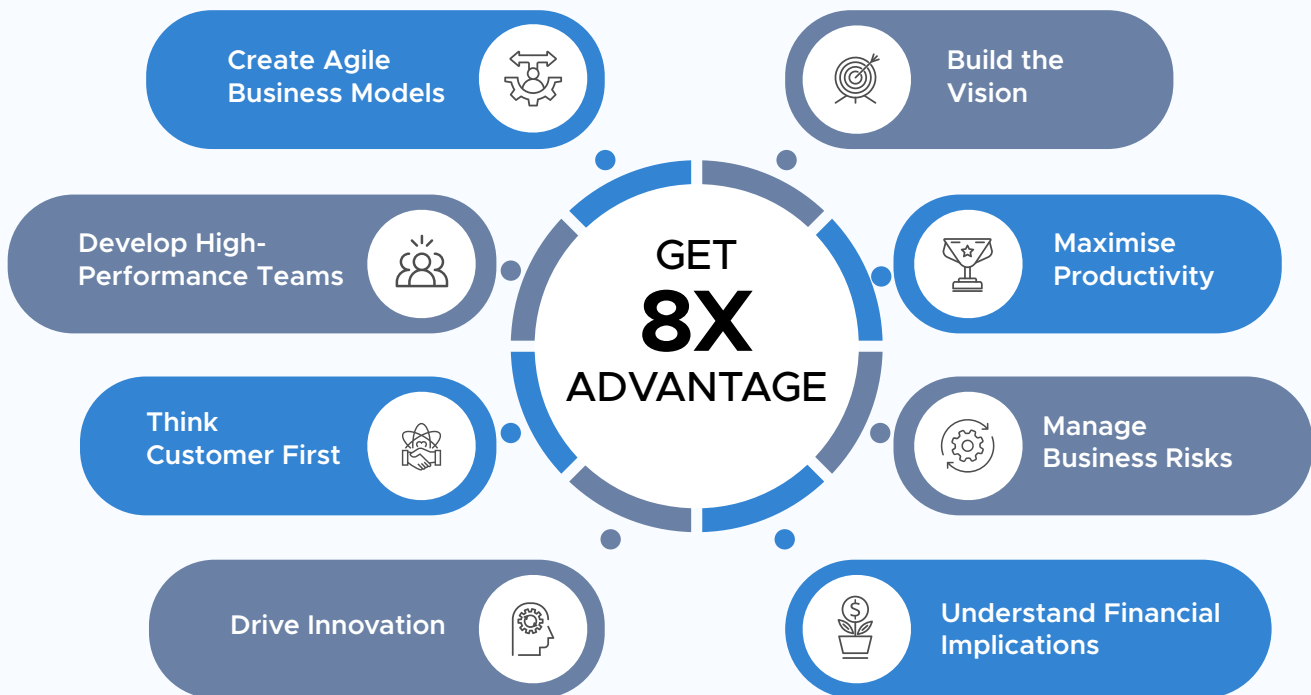 Create Agile
Business Models
Build the
Vision
Develop High-
Performance Teams
GET
8X
ADVANTAGE
Maximise
Productivity
Think
Customer First
Manage
Business Risks
Drive Innovation
Understand Financial
Implications